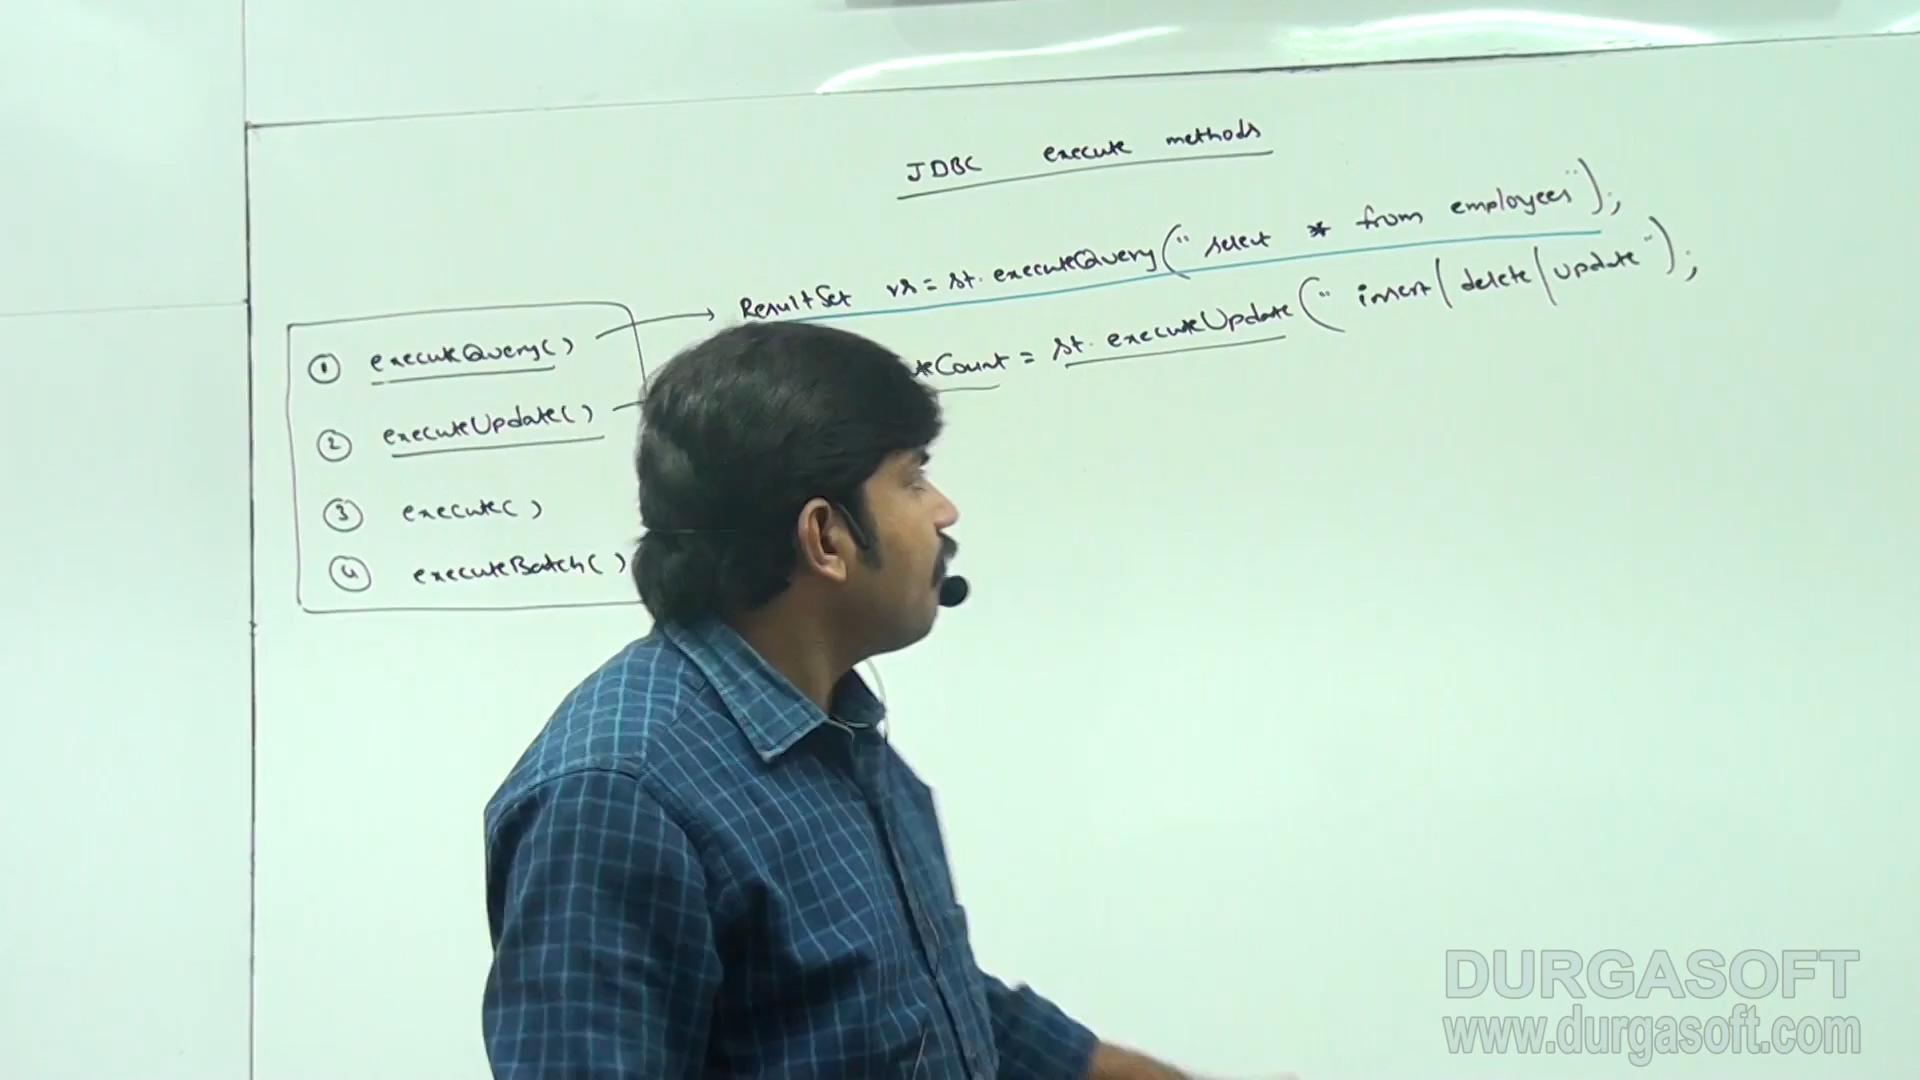 JDBC execute methods
ResultSet rs = st. executeQuery(" select * from employees");
① executeQuery( )
teCount = st. executeUpdate (" insert/delete/update ");
② executeUpdate( )
③ execute( )
④ executeBatch( )
DURGASOFT
www.durgasoft.com